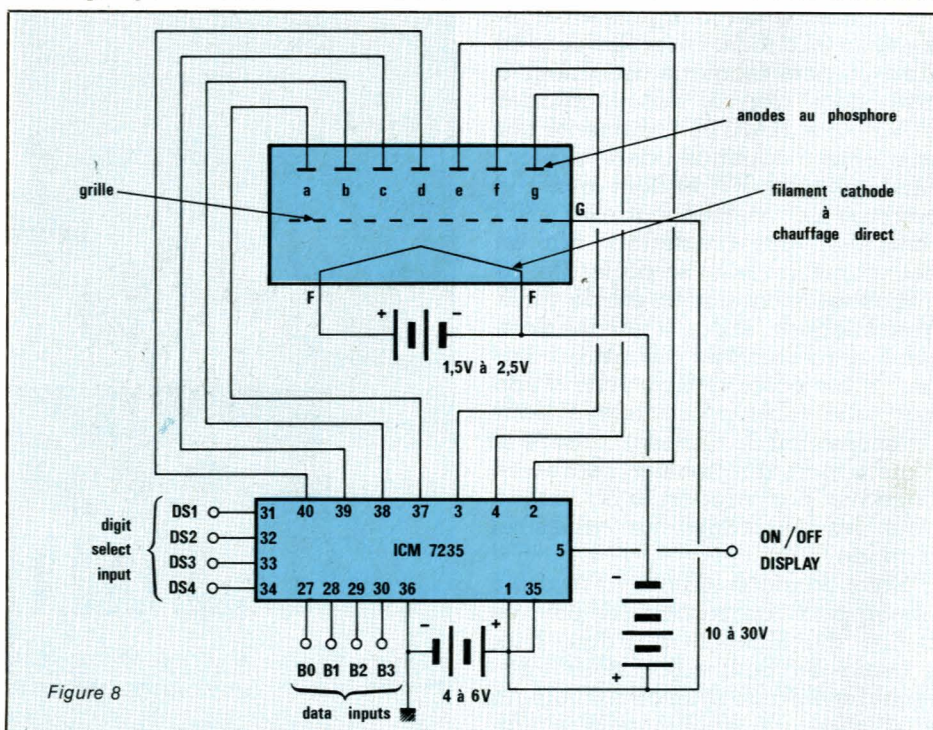 anodes au phosphore
grille
a b c d e f g
G
filament cathode
à
chauffage direct
F F
+ −
1,5V à 2,5V
digit
select
input
DS1 31
DS2 32
DS3 33
DS4 34
40 39 38 37 3 4 2
ICM 7235
5
ON / OFF
DISPLAY
27 28 29 30 36 1 35
B0 B1 B2 B3
data inputs
− +
4 à 6V
−
10 à 30V
+
Figure 8